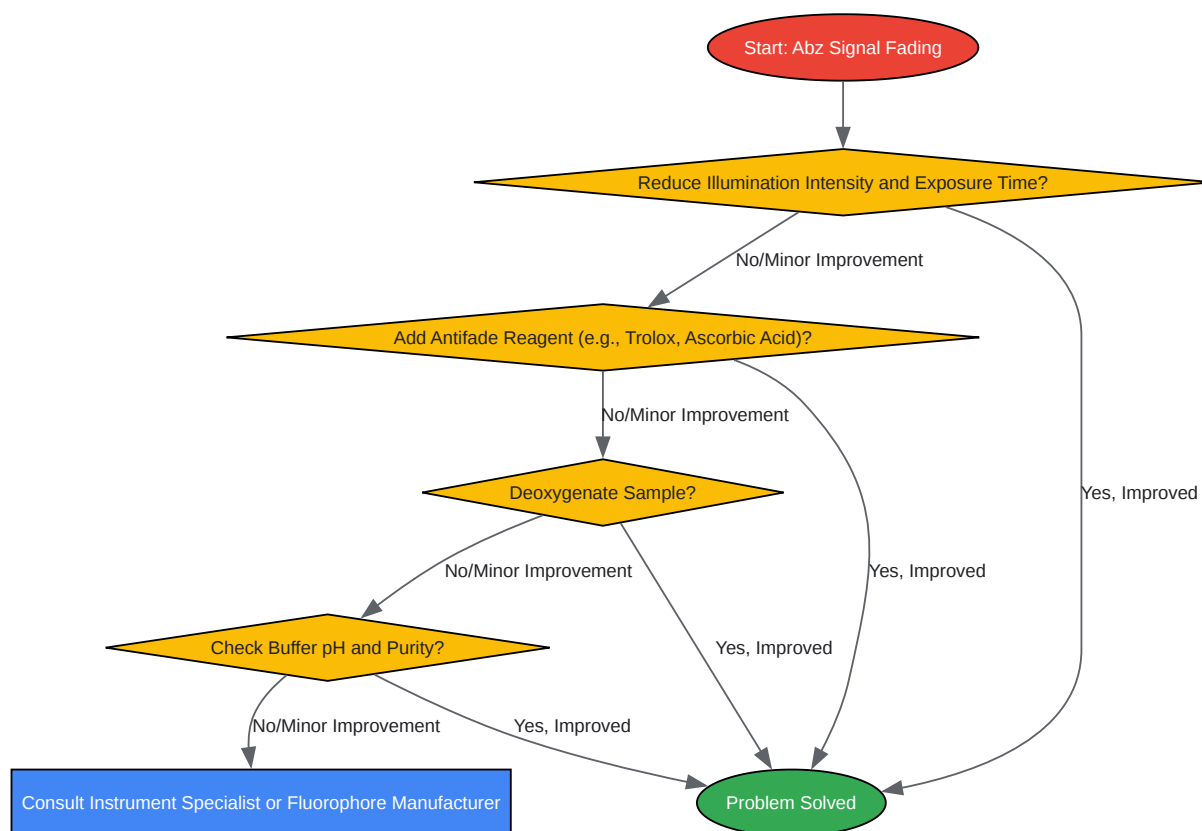 Start: Abz Signal Fading
Reduce Illumination Intensity and Exposure Time?
No/Minor Improvement
Add Antifade Reagent (e.g., Trolox, Ascorbic Acid)?
No/Minor Improvement
Deoxygenate Sample?
Yes, Improved
No/Minor Improvement
Yes, Improved
Check Buffer pH and Purity?
Yes, Improved
No/Minor Improvement
Yes, Improved
Consult Instrument Specialist or Fluorophore Manufacturer
Problem Solved